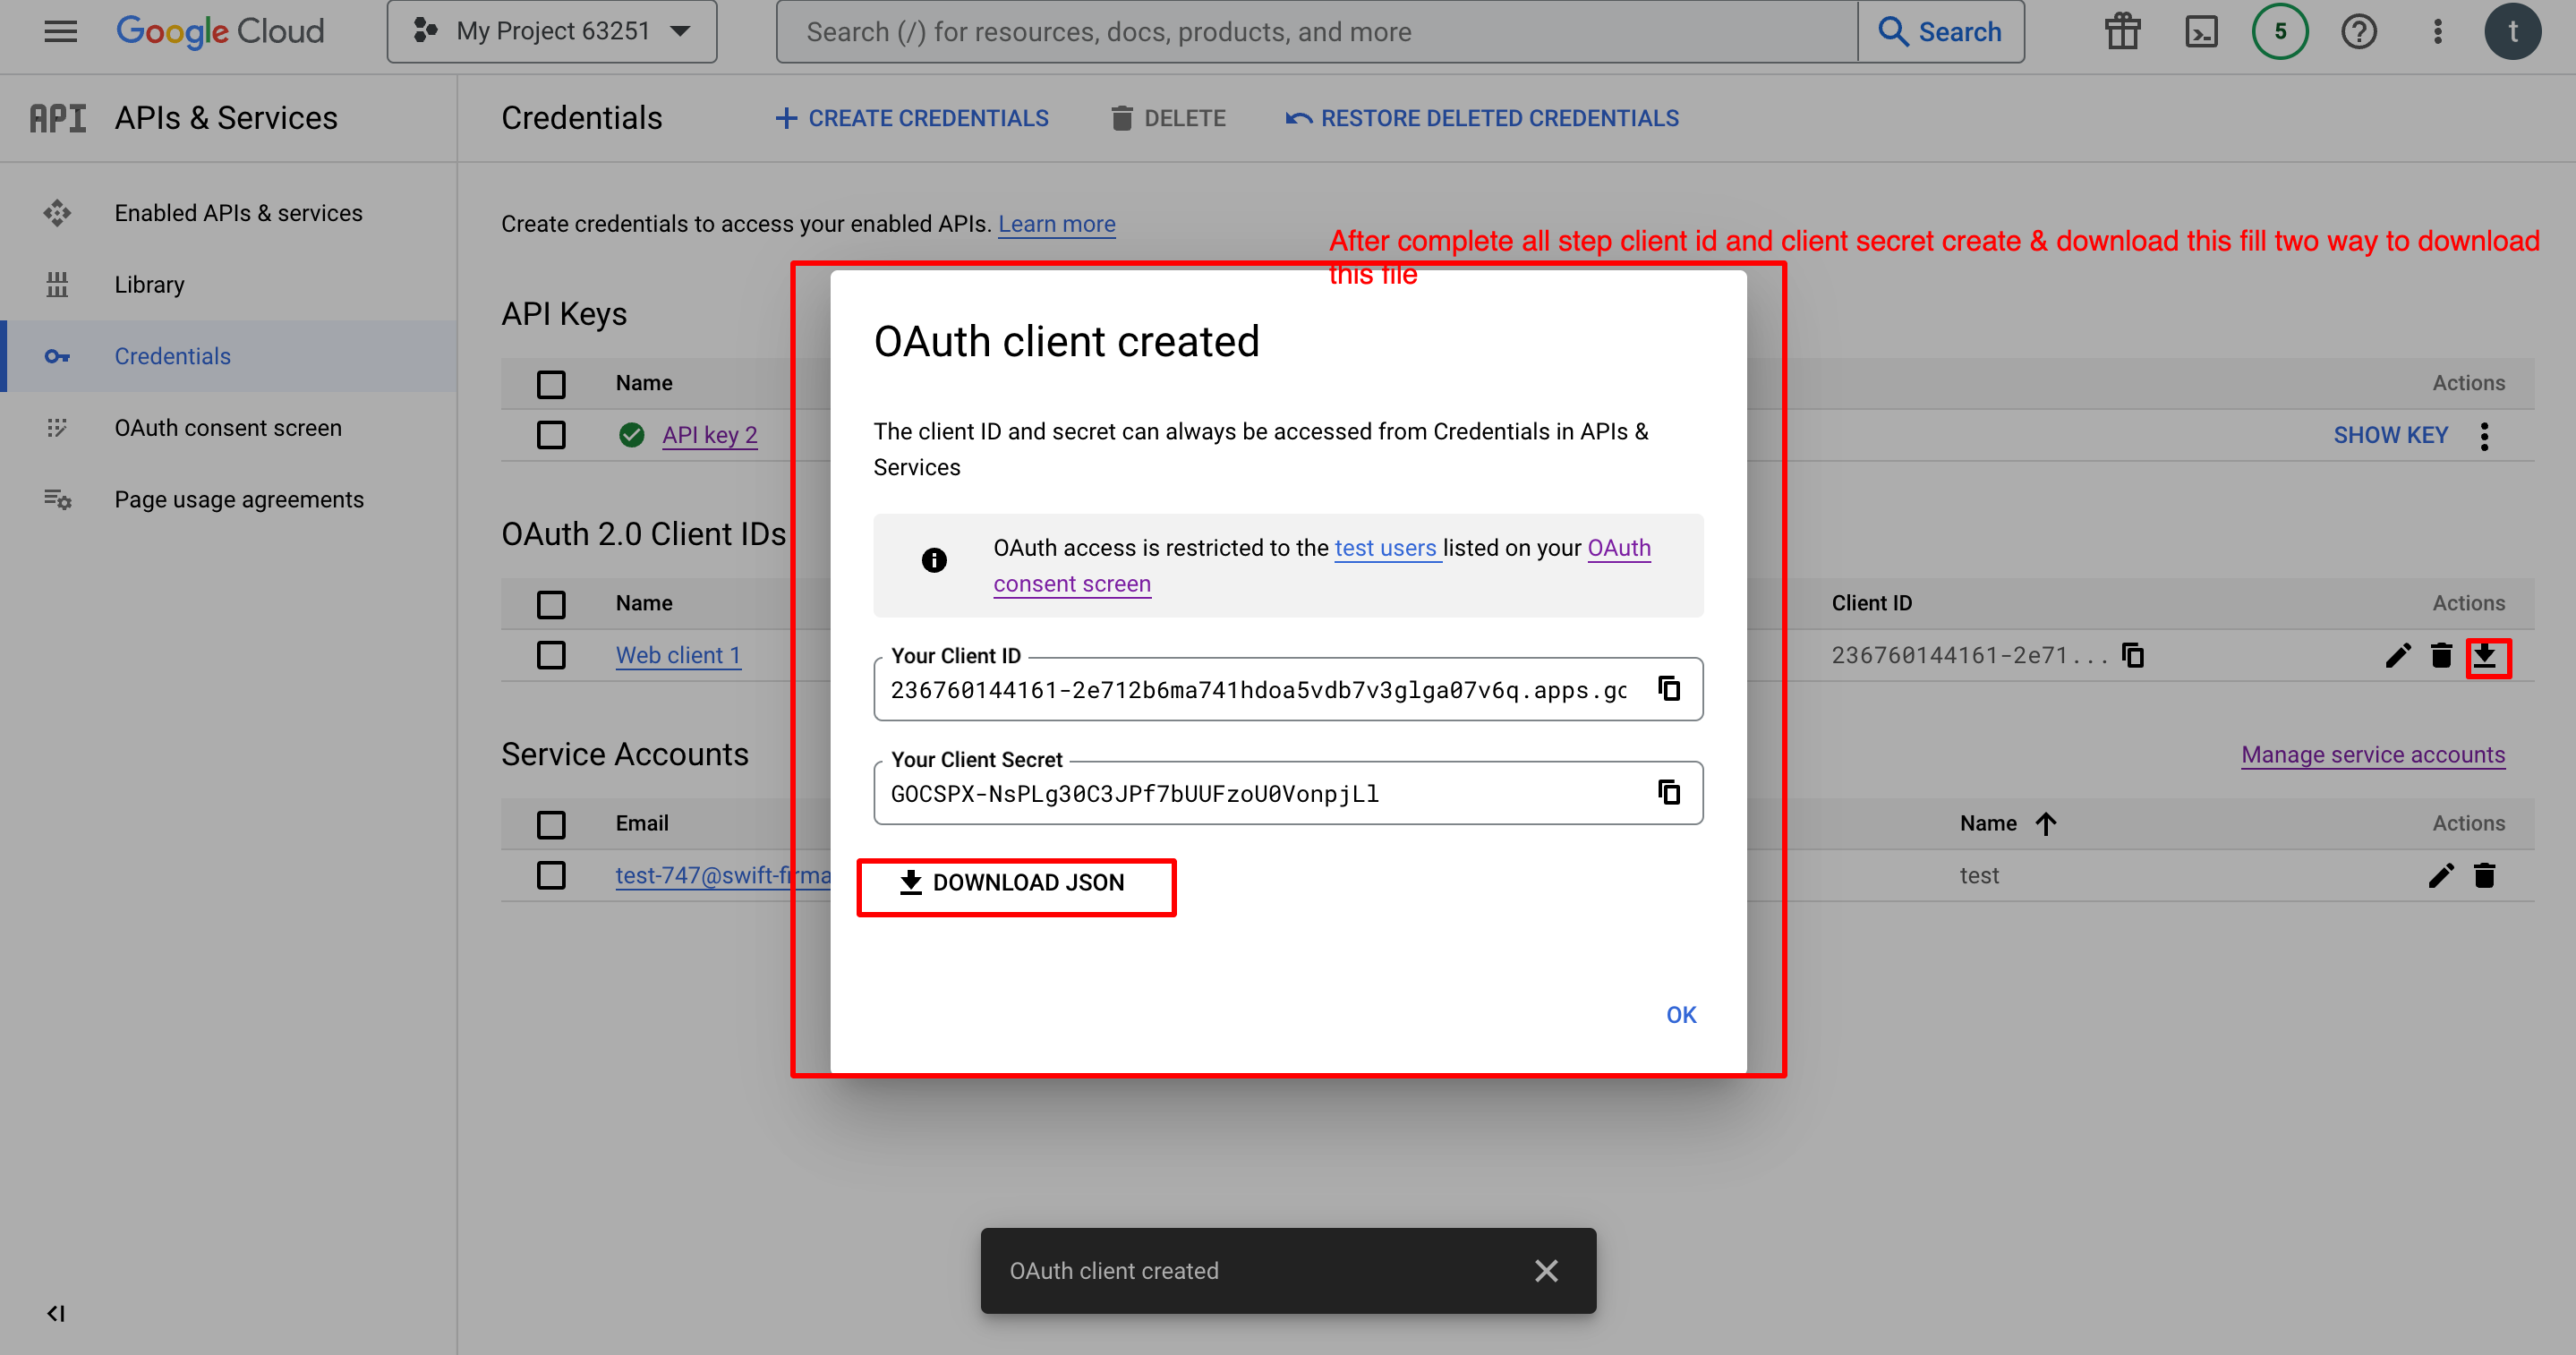 Google Cloud
My Project 63251
Search (/) for resources, docs, products, and more
Search
5
t
API
APIs & Services
Credentials
CREATE CREDENTIALS
DELETE
RESTORE DELETED CREDENTIALS
Enabled APIs & services
Library
Credentials
OAuth consent screen
Page usage agreements
Create credentials to access your enabled APIs. Learn more
After complete all step client id and client secret create & download this fill two way to download
this file
API Keys
Name
Actions
API key 2
SHOW KEY
OAuth 2.0 Client IDs
Name
Client ID
Actions
Web client 1
236760144161-2e71...
Service Accounts
Manage service accounts
Email
Name
Actions
test-747@swift-firma
test
OAuth client created
The client ID and secret can always be accessed from Credentials in APIs &
Services
OAuth access is restricted to the test users listed on your OAuth
consent screen
Your Client ID
236760144161-2e712b6ma741hdoa5vdb7v3glga07v6q.apps.gc
Your Client Secret
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
DOWNLOAD JSON
OK
OAuth client created